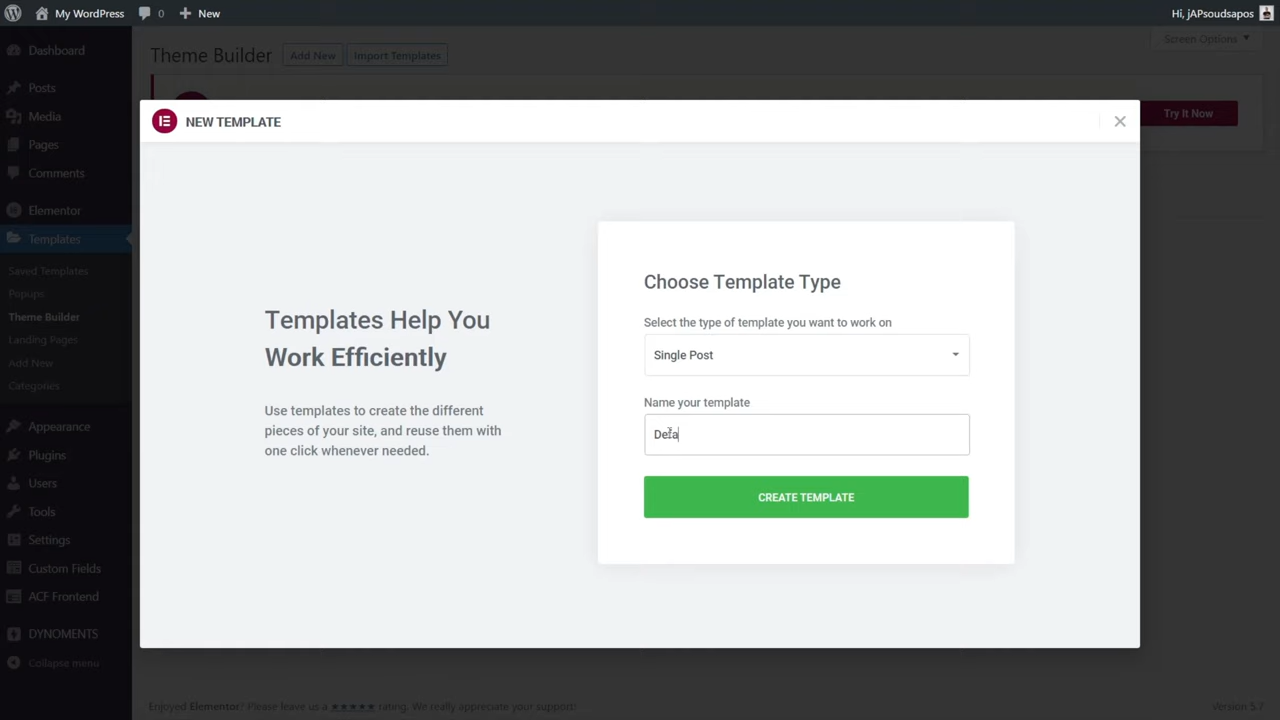 My WordPress
0
New
Hi, jAPsoudsapos
Dashboard
Posts
Media
Pages
Comments
Elementor
Templates
Saved Templates
Popups
Theme Builder
Landing Pages
Add New
Categories
Appearance
Plugins
Users
Tools
Settings
Custom Fields
ACF Frontend
DYNOMENTS
Collapse menu
Theme Builder
Add New
Import Templates
Screen Options
Try It Now
NEW TEMPLATE
Templates Help You
Work Efficiently
Use templates to create the different
pieces of your site, and reuse them with
one click whenever needed.
Choose Template Type
Select the type of template you want to work on
Single Post
Name your template
Defa
CREATE TEMPLATE
Enjoyed Elementor? Please leave us a ★★★★★ rating. We really appreciate your support!
Version 5.7